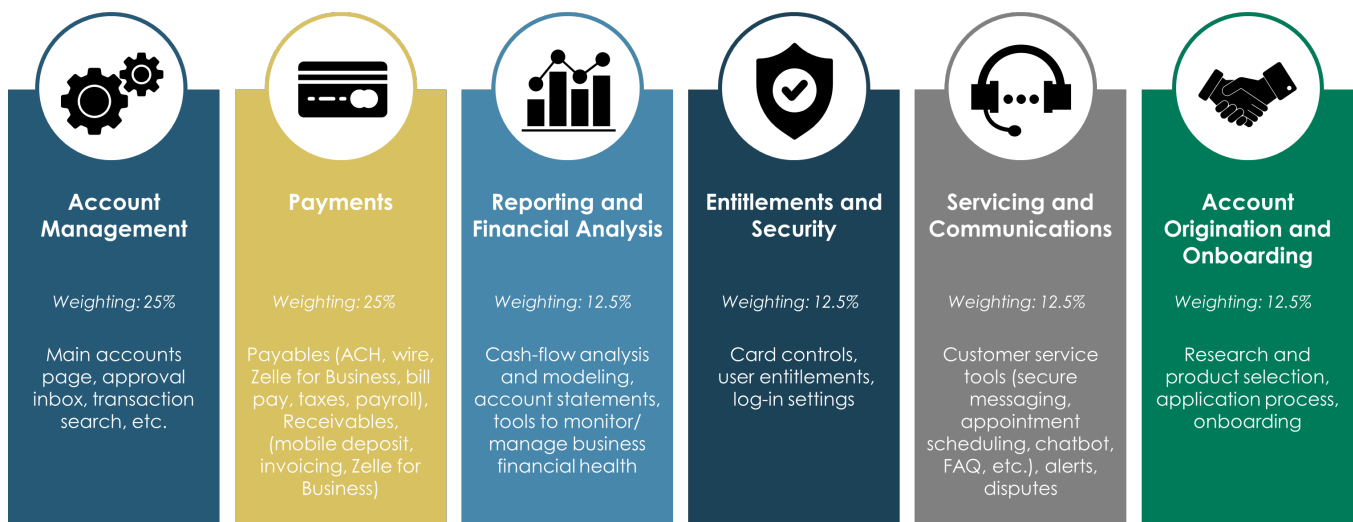 Account
Management
Weighting: 25%
Main accounts
page, approval
inbox, transaction
search, etc.
Payments
Weighting: 25%
Payables (ACH, wire,
Zelle for Business, bill
pay, taxes, payroll),
Receivables,
(mobile deposit,
invoicing, Zelle for
Business)
Reporting and
Financial Analysis
Weighting: 12.5%
Cash-flow analysis
and modeling,
account statements,
tools to monitor/
manage business
financial health
Entitlements and
Security
Weighting: 12.5%
Card controls,
user entitlements,
log-in settings
Servicing and
Communications
Weighting: 12.5%
Customer service
tools (secure
messaging,
appointment
scheduling, chatbot,
FAQ, etc.), alerts,
disputes
Account
Origination and
Onboarding
Weighting: 12.5%
Research and
product selection,
application process,
onboarding